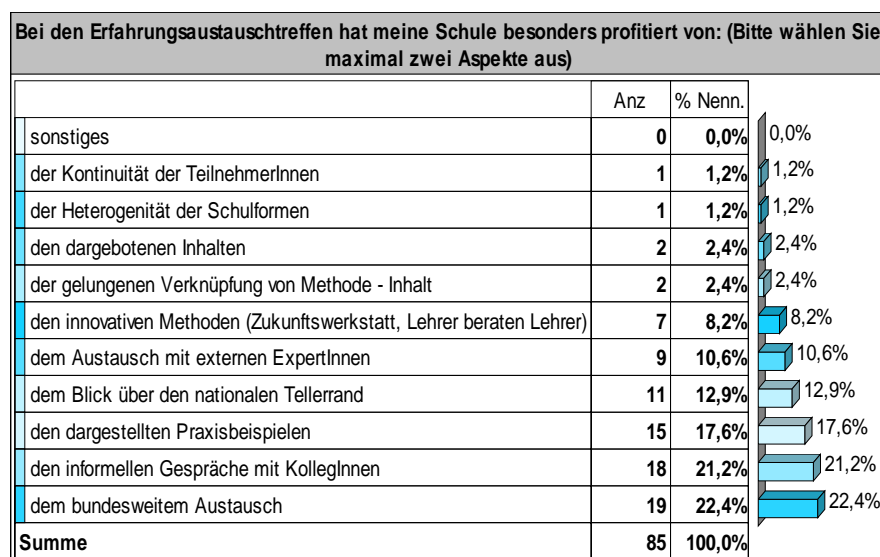 Bei den Erfahrungsaustauschtreffen hat meine Schule besonders profitiert von: (Bitte wählen Sie
maximal zwei Aspekte aus)
Anz % Nenn.
sonstiges 0 0,0% 0,0%
der Kontinuität der TeilnehmerInnen 1 1,2% 1,2%
der Heterogenität der Schulformen 1 1,2% 1,2%
den dargebotenen Inhalten 2 2,4% 2,4%
der gelungenen Verknüpfung von Methode - Inhalt 2 2,4% 2,4%
den innovativen Methoden (Zukunftswerkstatt, Lehrer beraten Lehrer) 7 8,2% 8,2%
dem Austausch mit externen ExpertInnen 9 10,6% 10,6%
dem Blick über den nationalen Tellerrand 11 12,9% 12,9%
den dargestellten Praxisbeispielen 15 17,6% 17,6%
den informellen Gespräche mit KollegInnen 18 21,2% 21,2%
dem bundesweitem Austausch 19 22,4% 22,4%
Summe 85 100,0%